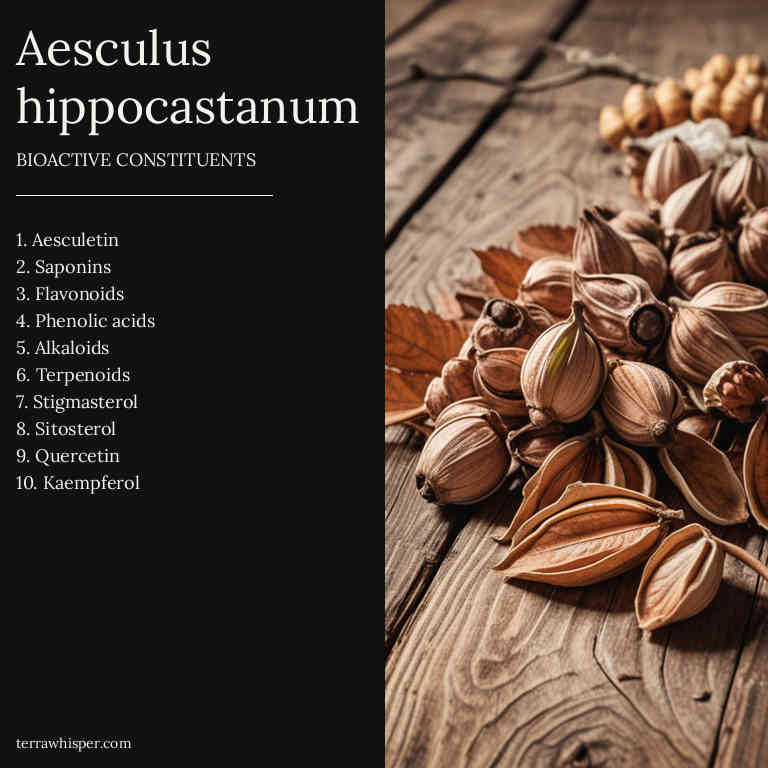 Aesculus
hippocastanum
BIOACTIVE CONSTITUENTS
1. Aesculetin
2. Saponins
3. Flavonoids
4. Phenolic acids
5. Alkaloids
6. Terpenoids
7. Stigmasterol
8. Sitosterol
9. Quercetin
10. Kaempferol
terrawhisper.com